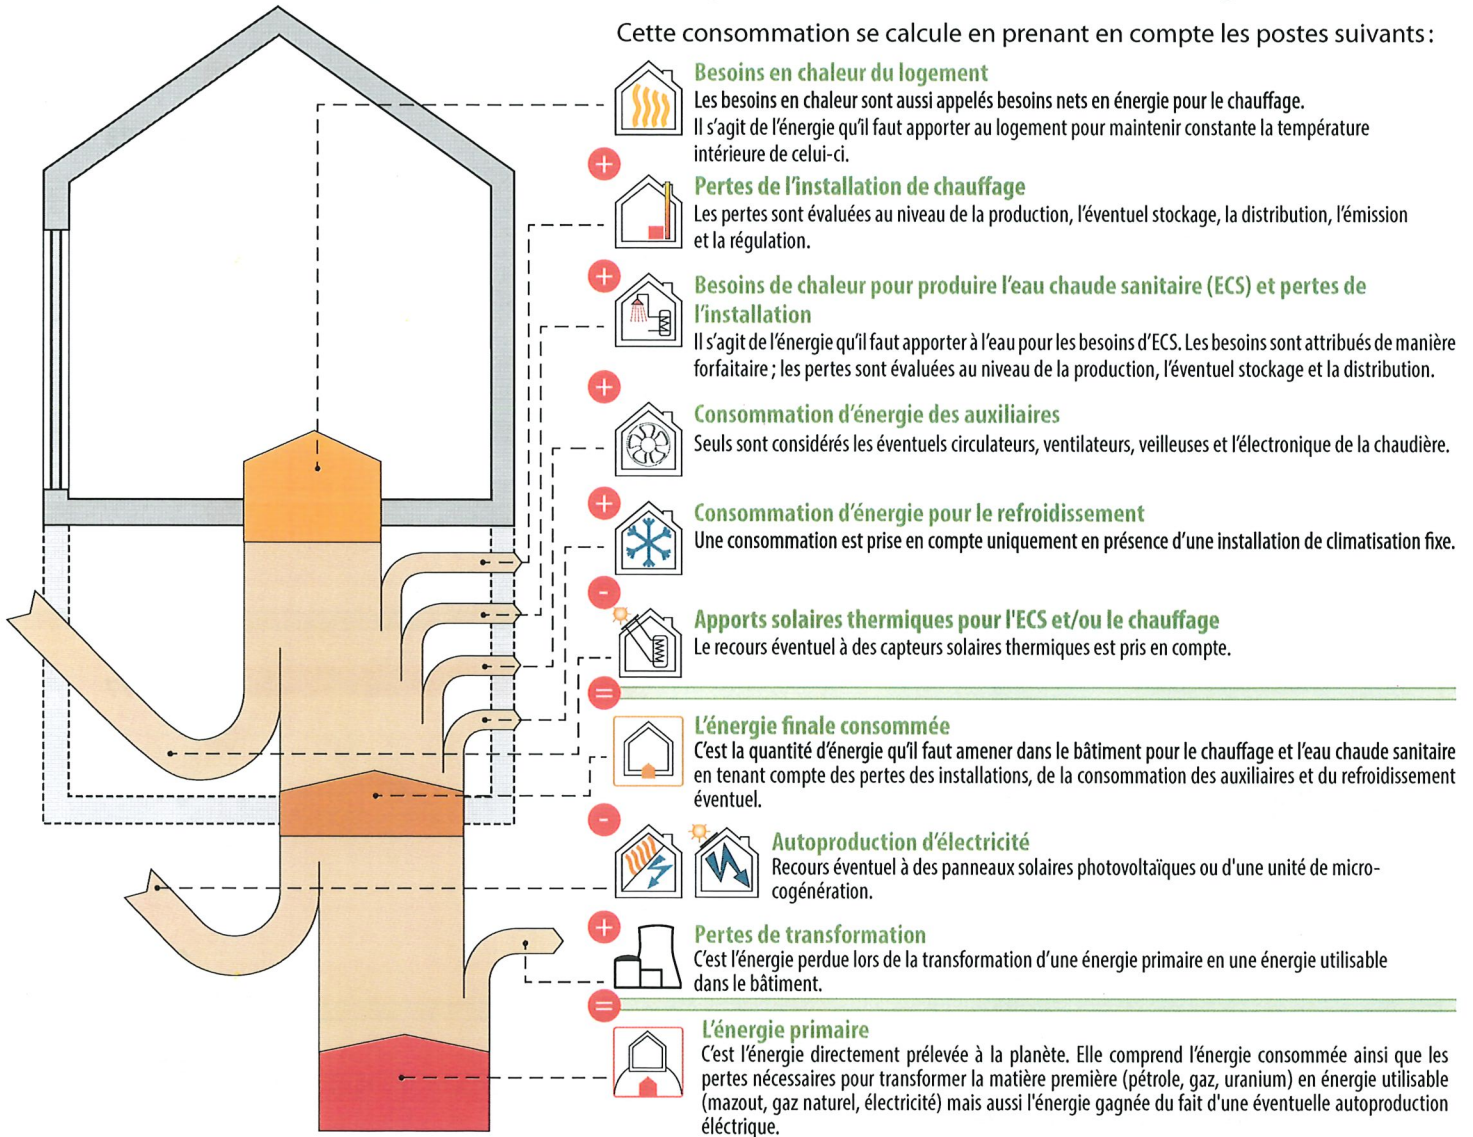 Cette consommation se calcule en prenant en compte les postes suivants :
Besoins en chaleur du logement
Les besoins en chaleur sont aussi appelés besoins nets en énergie pour le chauffage.
Il s'agit de l'énergie qu'il faut apporter au logement pour maintenir constante la température
intérieure de celui-ci.
+
Pertes de l'installation de chauffage
Les pertes sont évaluées au niveau de la production, l'éventuel stockage, la distribution, l'émission
et la régulation.
+
Besoins de chaleur pour produire l'eau chaude sanitaire (ECS) et pertes de
l'installation
Il s'agit de l'énergie qu'il faut apporter à l'eau pour les besoins d'ECS. Les besoins sont attribués de manière
forfaitaire ; les pertes sont évaluées au niveau de la production, l'éventuel stockage et la distribution.
+
Consommation d'énergie des auxiliaires
Seuls sont considérés les éventuels circulateurs, ventilateurs, veilleuses et l'électronique de la chaudière.
+
Consommation d'énergie pour le refroidissement
Une consommation est prise en compte uniquement en présence d'une installation de climatisation fixe.
-
Apports solaires thermiques pour l'ECS et/ou le chauffage
Le recours éventuel à des capteurs solaires thermiques est pris en compte.
=
L'énergie finale consommée
C'est la quantité d'énergie qu'il faut amener dans le bâtiment pour le chauffage et l'eau chaude sanitaire
en tenant compte des pertes des installations, de la consommation des auxiliaires et du refroidissement
éventuel.
-
Autoproduction d'électricité
Recours éventuel à des panneaux solaires photovoltaïques ou d'une unité de micro-
cogénération.
+
Pertes de transformation
C'est l'énergie perdue lors de la transformation d'une énergie primaire en une énergie utilisable
dans le bâtiment.
=
L'énergie primaire
C'est l'énergie directement prélevée à la planète. Elle comprend l'énergie consommée ainsi que les
pertes nécessaires pour transformer la matière première (pétrole, gaz, uranium) en énergie utilisable
(mazout, gaz naturel, électricité) mais aussi l'énergie gagnée du fait d'une éventuelle autoproduction
éléctrique.